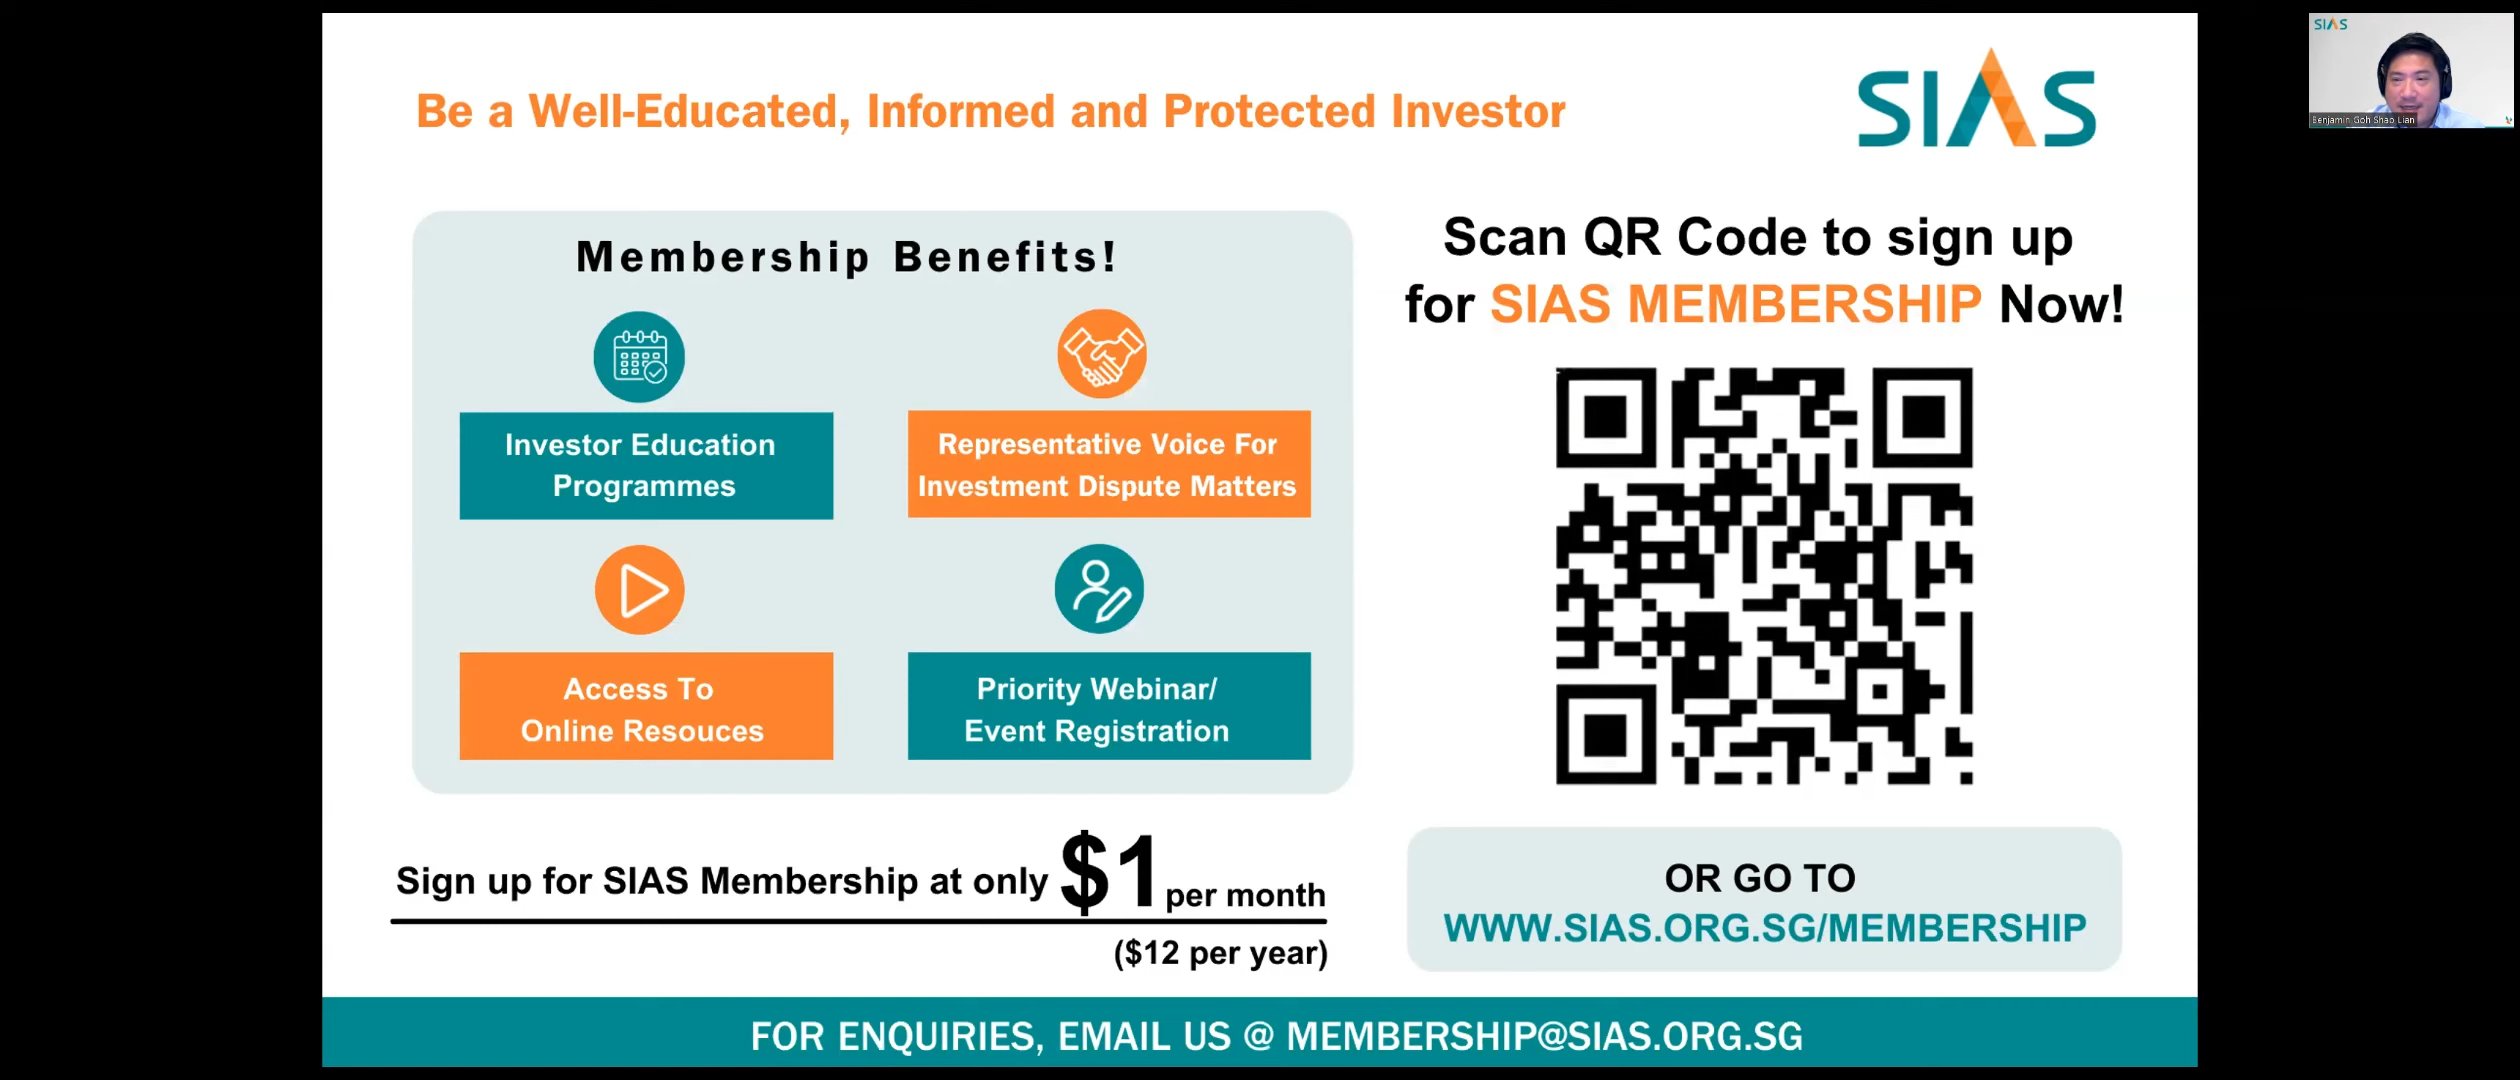 Be a Well-Educated, Informed and Protected Investor
SIAS
Membership Benefits!
Investor Education
Programmes
Representative Voice For
Investment Dispute Matters
Access To
Online Resouces
Priority Webinar/
Event Registration
Sign up for SIAS Membership at only $1 per month
($12 per year)
Scan QR Code to sign up
for SIAS MEMBERSHIP Now!
OR GO TO
WWW.SIAS.ORG.SG/MEMBERSHIP
FOR ENQUIRIES, EMAIL US @ MEMBERSHIP@SIAS.ORG.SG
SIAS
Benjamin Goh Shao Lian